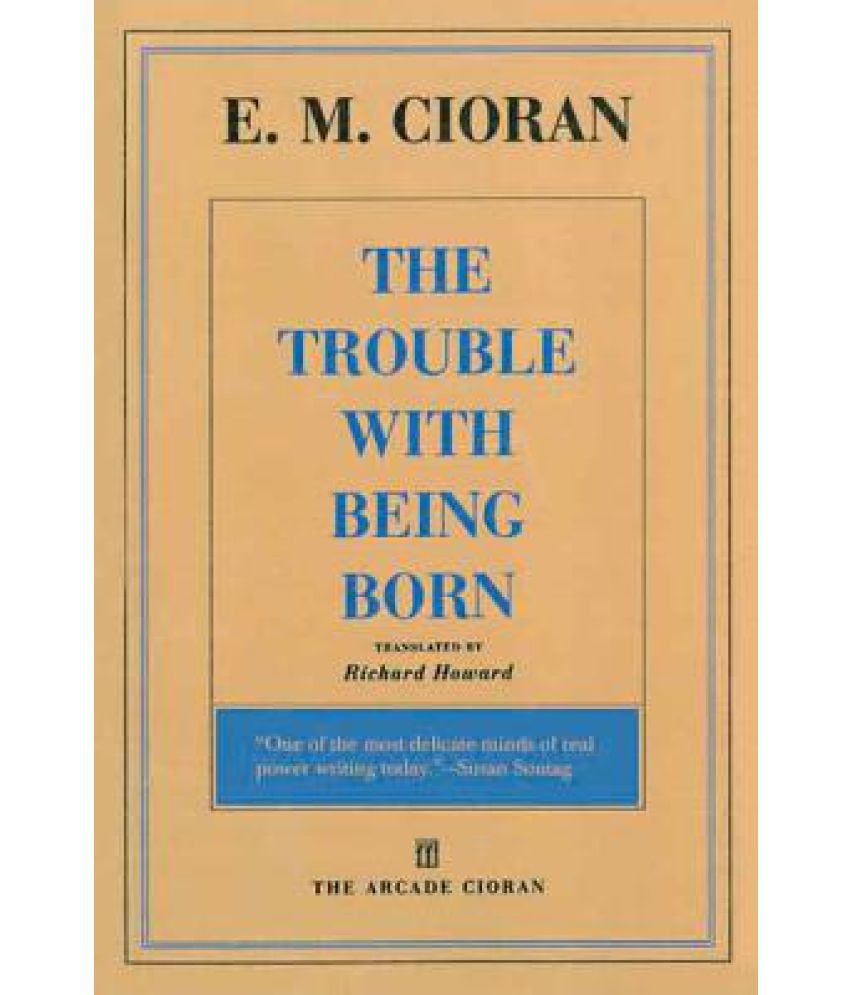 E. M. CIORAN
THE
TROUBLE
WITH
BEING
BORN
TRANSLATED BY
Richard Howard
“One of the most delicate minds of real
power writing today.”–Susan Sontag
THE ARCADE CIORAN